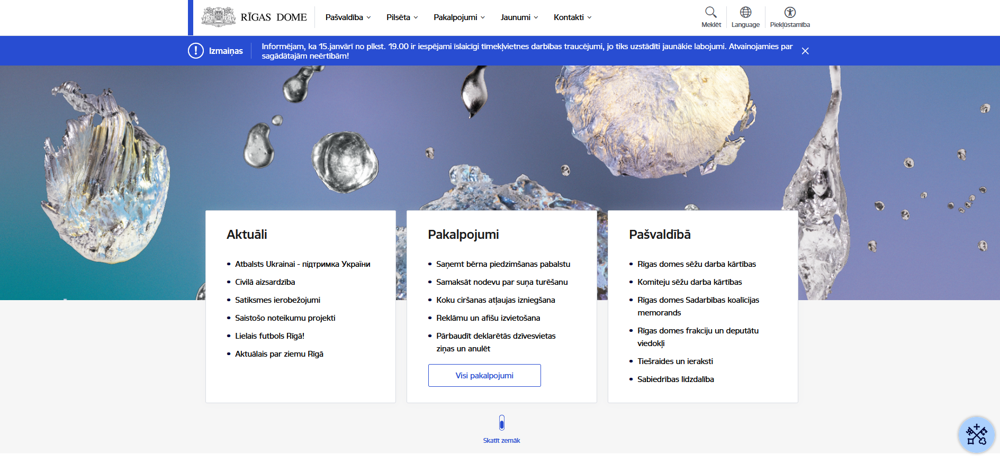 RĪGAS DOME
Pašvaldība
Pilsēta
Pakalpojumi
Jaunumi
Kontakti
Meklēt
Language
Piekļūstamība
Izmaiņas
Informējam, ka 15.janvārī no plkst. 19.00 ir iespējami īslaicīgi tīmekļvietnes darbības traucējumi, jo tiks uzstādīti jaunākie labojumi. Atvainojamies par
sagādātajām neērtībām!
Aktuāli
Atbalsts Ukrainai - підтримка України
Civilā aizsardzība
Satiksmes ierobežojumi
Saistošo noteikumu projekti
Lielais futbols Rīgā!
Aktuālais par ziemu Rīgā
Pakalpojumi
Saņemt bērna piedzimšanas pabalstu
Samaksāt nodevu par suņa turēšanu
Koku ciršanas atļaujas izniegšana
Reklāmu un afišu izvietošana
Pārbaudīt deklarētās dzīvesvietas
ziņas un anulēt
Visi pakalpojumi
Pašvaldībā
Rīgas domes sēžu darba kārtības
Komiteju sēžu darba kārtības
Rīgas domes Sadarbības koalīcijas
memorands
Rīgas domes frakciju un deputātu
viedokļi
Tiešraides un ieraksti
Sabiedrības līdzdalība
Skatīt zemāk